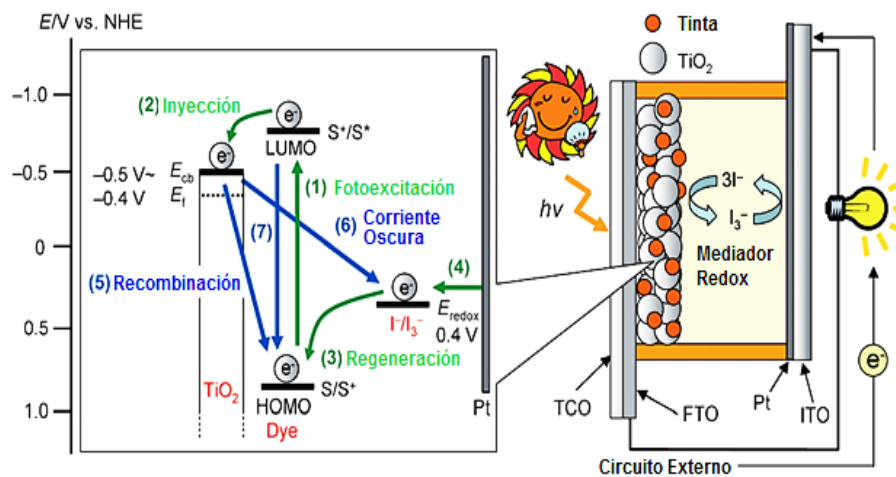 E/V vs. NHE
–1.0
–0.5
0
0.5
1.0
(2) Inyección
e-
S+/S*
LUMO
e-
–0.5 V~ Ecb
–0.4 V Ef
(1) Fotoexcitación
(7)
(6) Corriente
Oscura
(5) Recombinación
(4)
e-
I⁻/I₃⁻
Eredox
0.4 V
(3) Regeneración
e-
S/S+
TiO₂
HOMO
Dye
Pt
Tinta
TiO₂
hν
3I⁻
I₃⁻
Mediador
Redox
e-
TCO
FTO
Pt
ITO
Circuito Externo